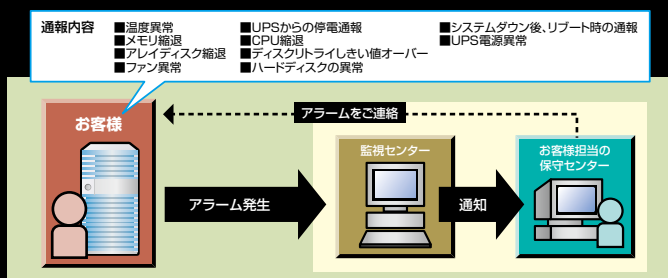 通報内容
■温度異常
■メモリ縮退
■アレイディスク縮退
■ファン異常
■UPSからの停電通報
■CPU縮退
■ディスクリトライしきい値オーバー
■ハードディスクの異常
■システムダウン後、リブート時の通報
■UPS電源異常
お客様
アラームをご連絡
監視センター
お客様担当の
保守センター
アラーム発生
通知